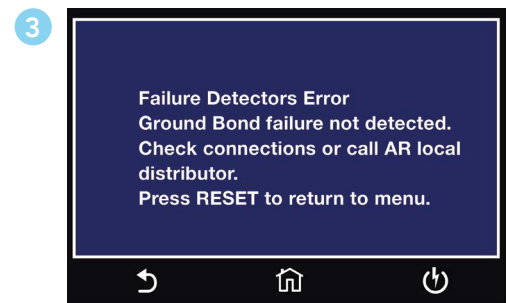 3
Failure Detectors Error
Ground Bond failure not detected.
Check connections or call AR local
distributor.
Press RESET to return to menu.